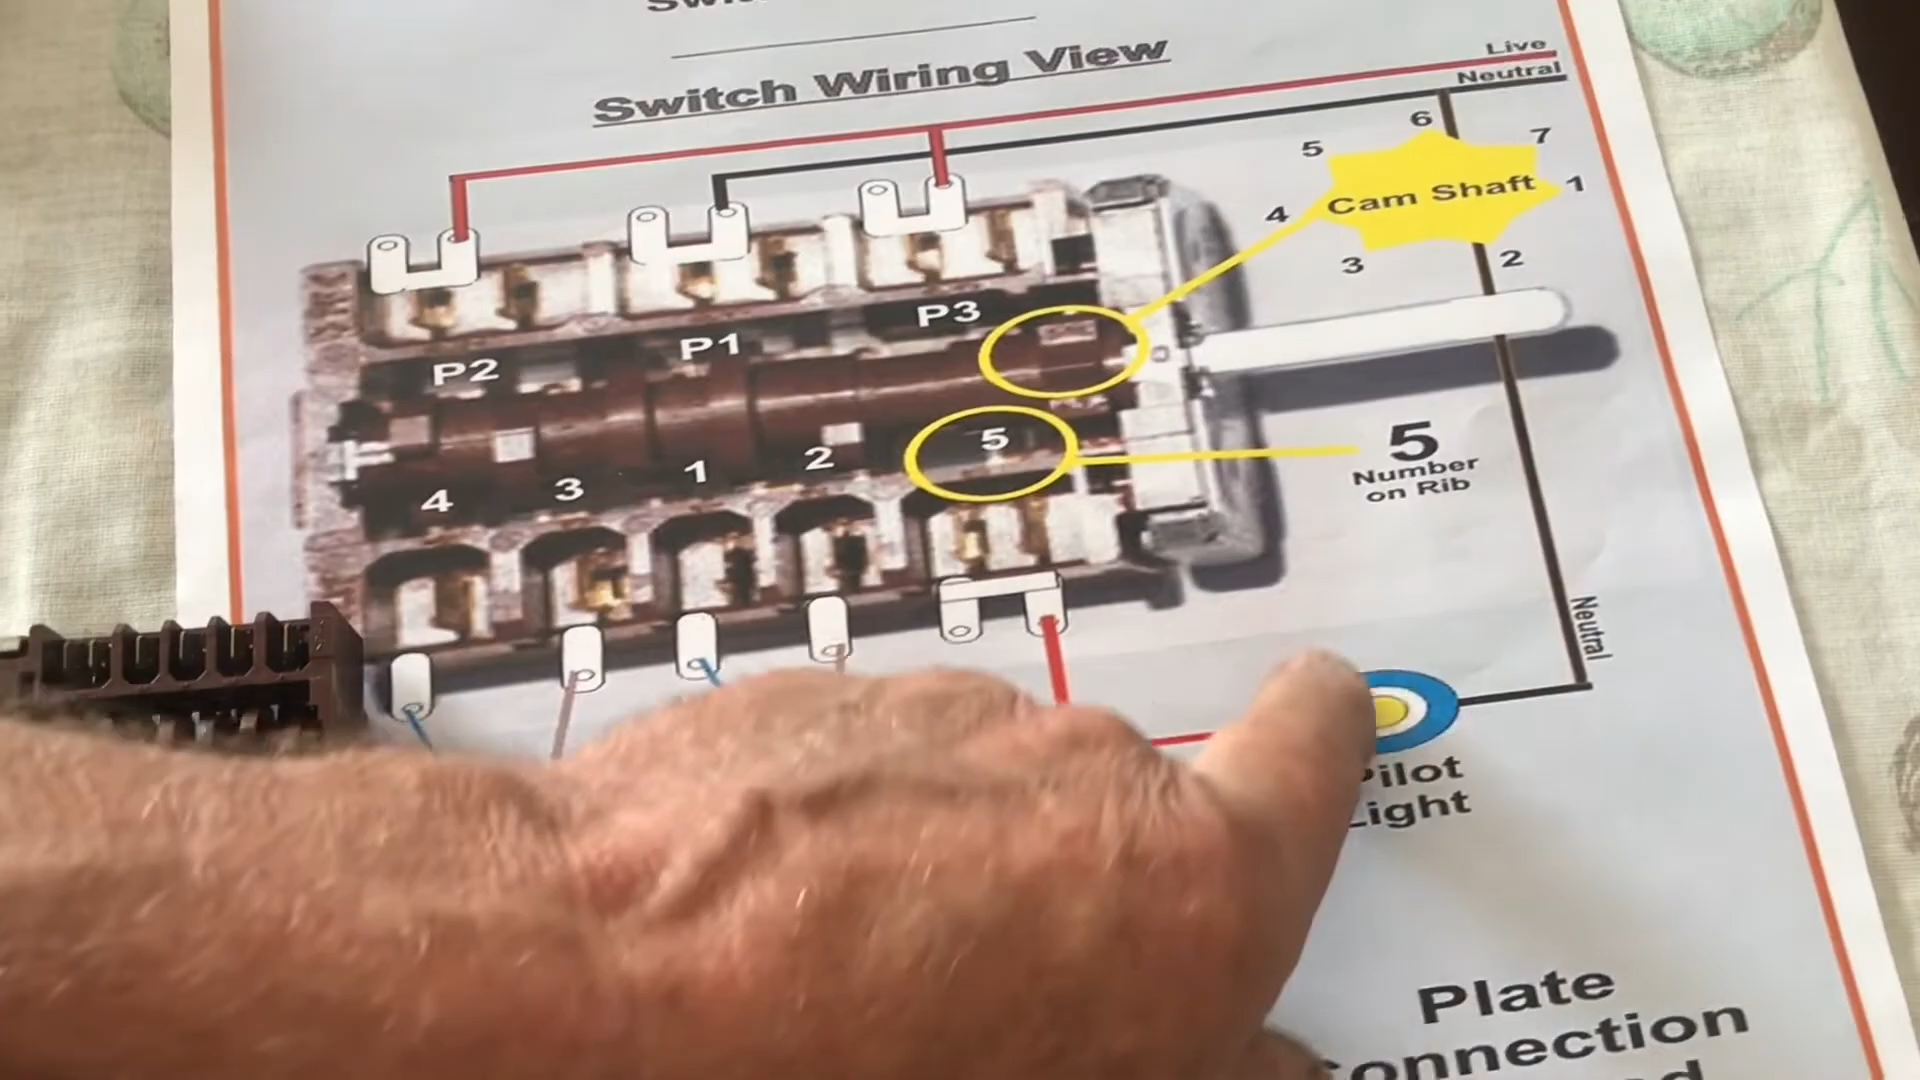 Switch Wiring View
Live
Neutral
6
5
7
Cam Shaft
1
4
3
2
P3
P1
P2
5
2
1
3
4
5
Number
on Rib
Neutral
Pilot
Light
Plate
onnection